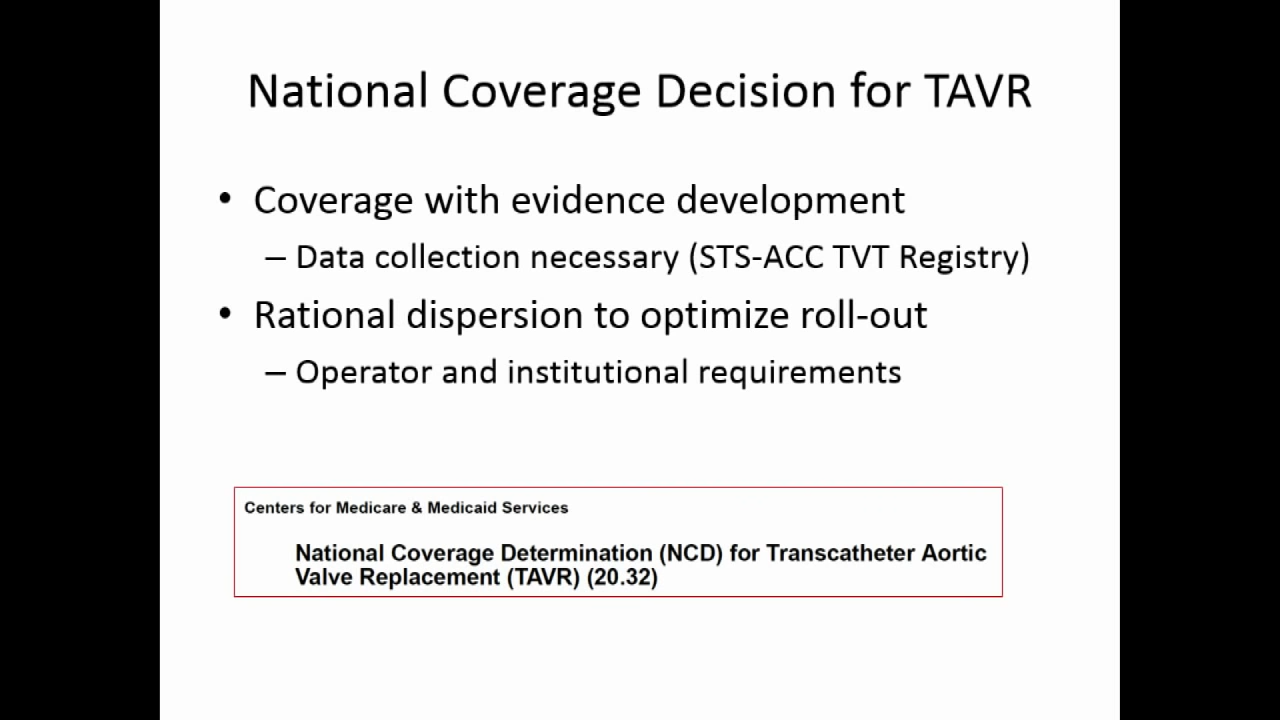 National Coverage Decision for TAVR
• Coverage with evidence development
– Data collection necessary (STS-ACC TVT Registry)
• Rational dispersion to optimize roll-out
– Operator and institutional requirements
Centers for Medicare & Medicaid Services
National Coverage Determination (NCD) for Transcatheter Aortic
Valve Replacement (TAVR) (20.32)